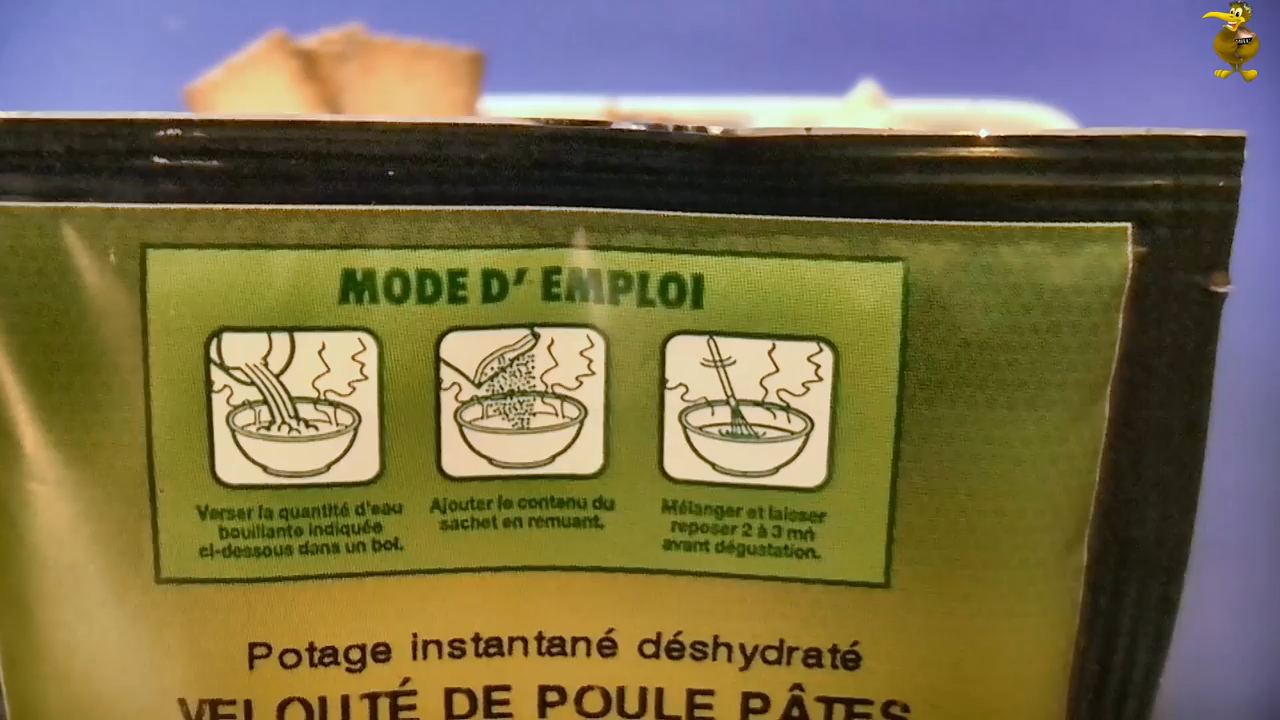 MODE D' EMPLOI
Verser la quantité d'eau
bouillante indiquée
ci-dessous dans un bol.
Ajouter le contenu du
sachet en remuant.
Mélanger et laisser
reposer 2 à 3 mn
avant dégustation.
Potage instantané déshydraté
VELOUTÉ DE POULE PÂTES